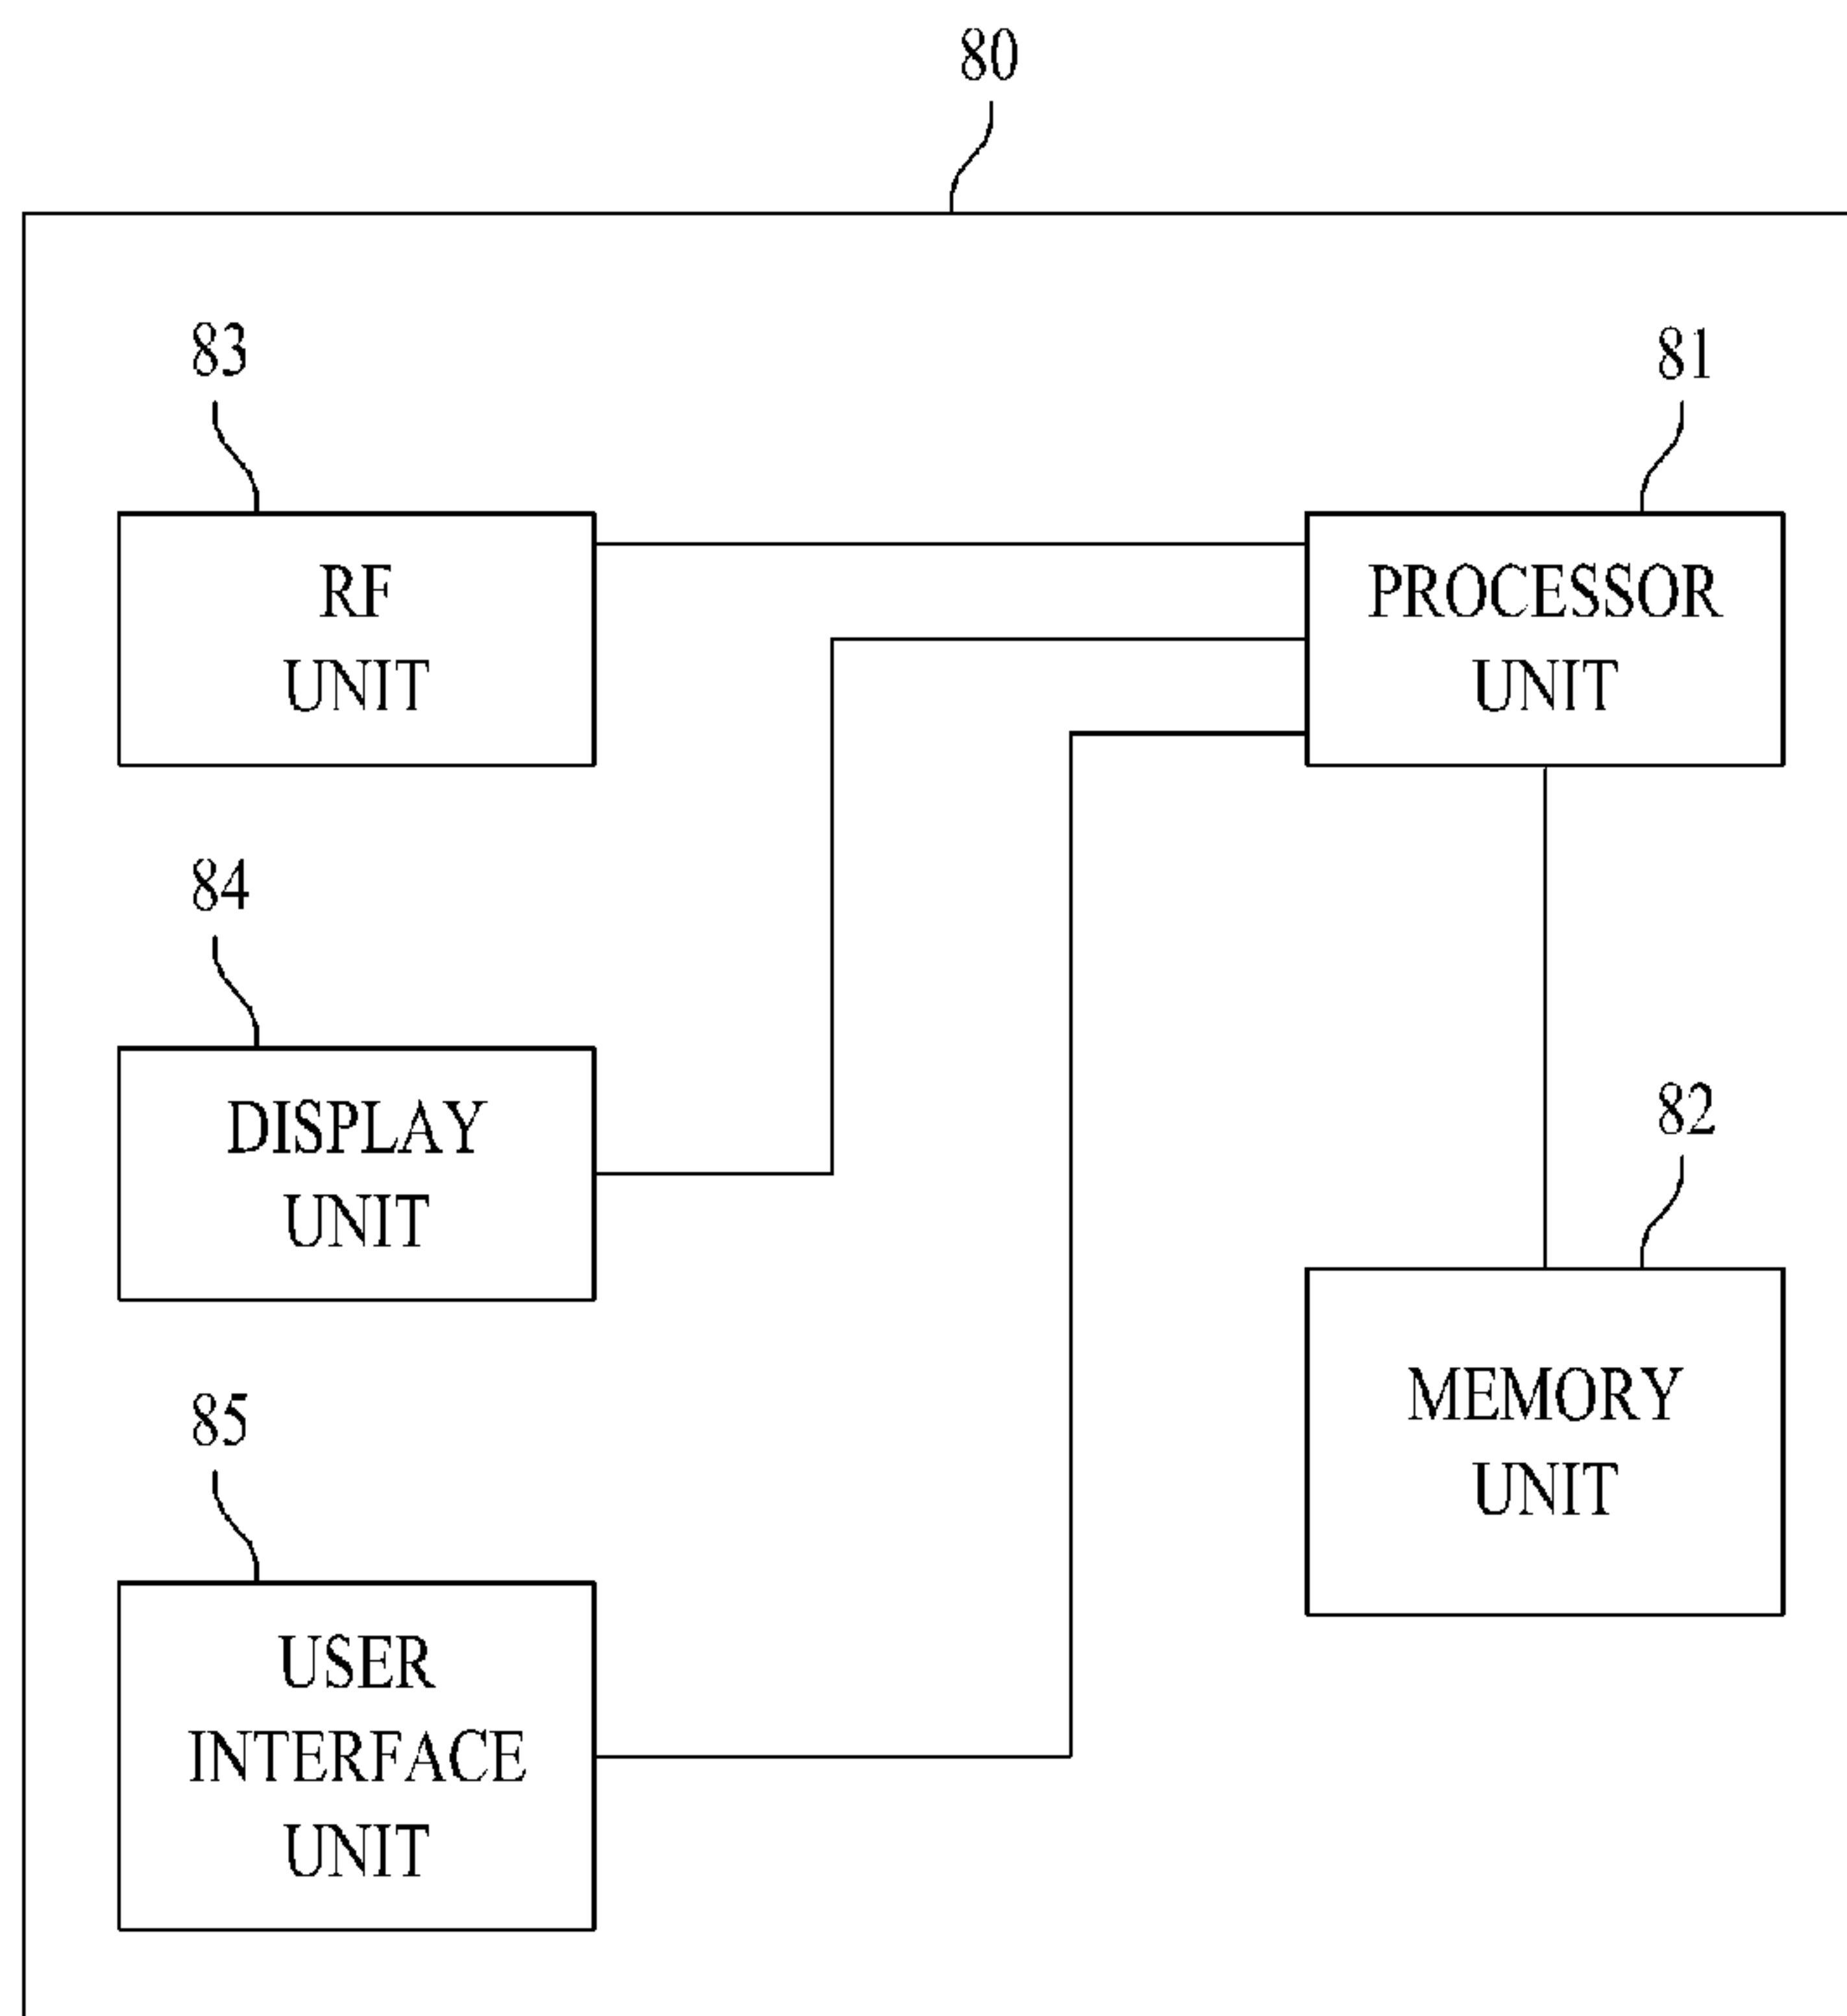 80
83
81
RF
UNIT
PROCESSOR
UNIT
84
DISPLAY
UNIT
82
MEMORY
UNIT
85
USER
INTERFACE
UNIT